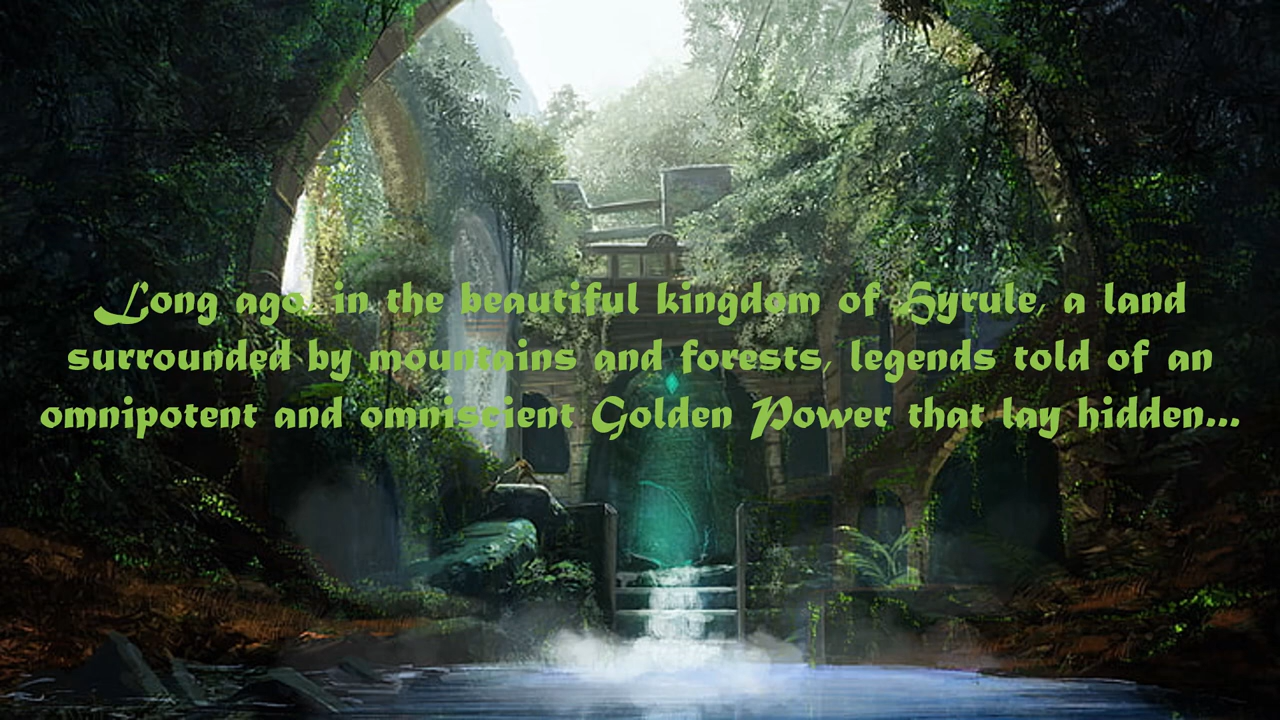 Long ago, in the beautiful kingdom of Hyrule, a land
surrounded by mountains and forests, legends told of an
omnipotent and omniscient Golden Power that lay hidden...